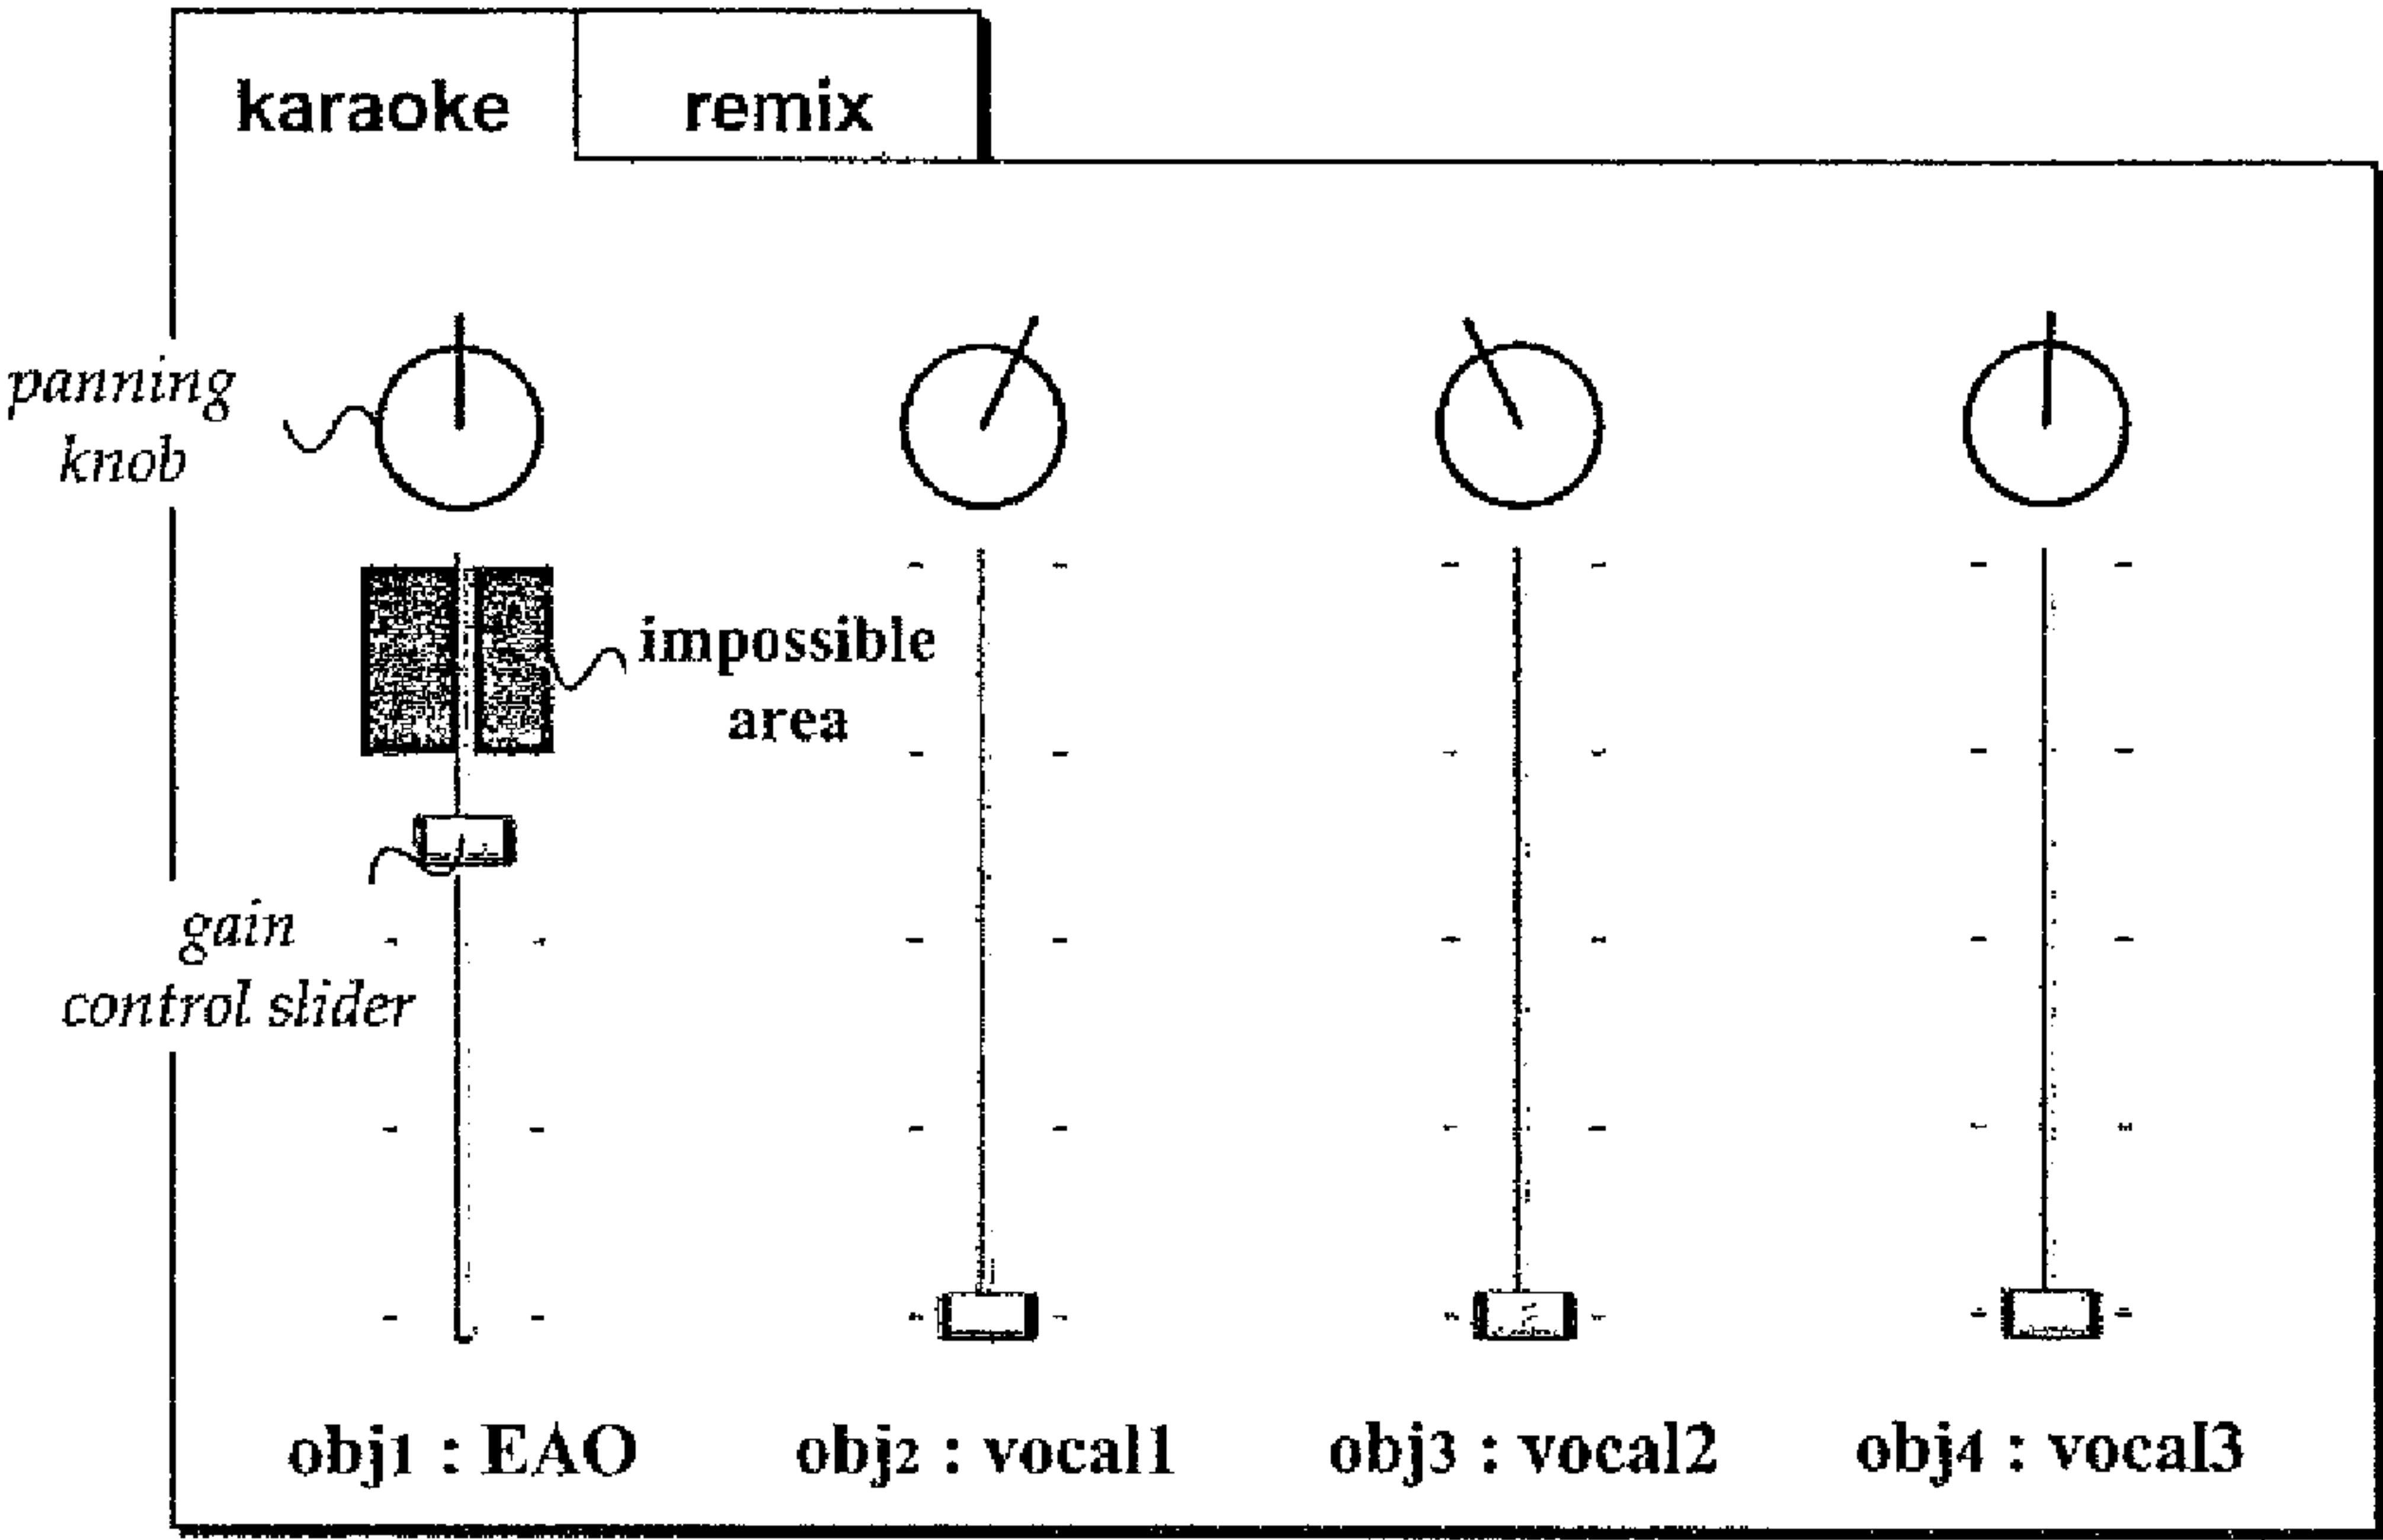 karaoke
remix
panning
knob
impossible
area
gain
control slider
obj1 : EAO
obj2 : vocal1
obj3 : vocal2
obj4 : vocal3